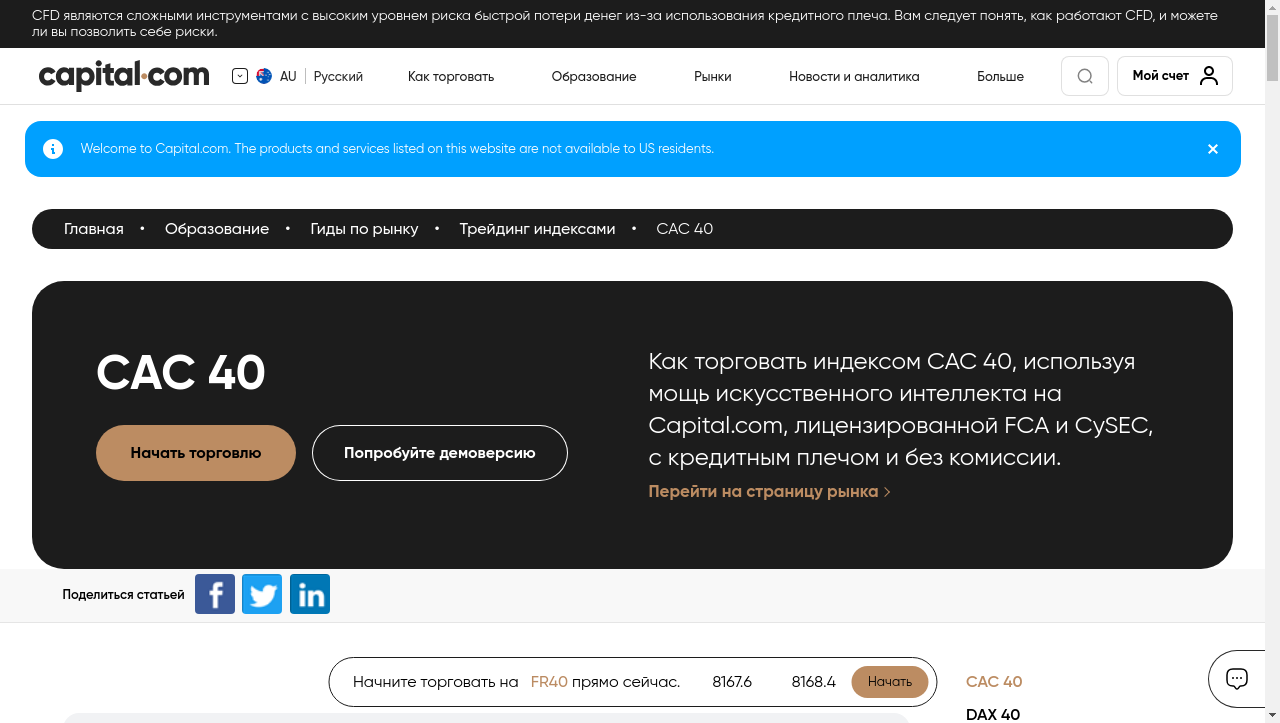 CFD являются сложными инструментами с высоким уровнем риска быстрой потери денег из-за использования кредитного плеча. Вам следует понять, как работают CFD, и можете
ли вы позволить себе риски.
capital.com
AU
Русский
Как торговать
Образование
Рынки
Новости и аналитика
Больше
Мой счет
Welcome to Capital.com. The products and services listed on this website are not available to US residents.
Главная • Образование • Гиды по рынку • Трейдинг индексами • CAC 40
CAC 40
Начать торговлю
Попробуйте демоверсию
Как торговать индексом CAC 40, используя
мощь искусственного интеллекта на
Capital.com, лицензированной FCA и CySEC,
с кредитным плечом и без комиссии.
Перейти на страницу рынка
Поделиться статьей
Начните торговать на FR40 прямо сейчас. 8167.6 8168.4 Начать
CAC 40
DAX 40